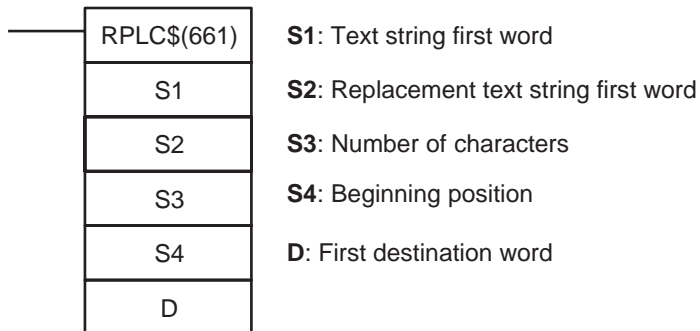 RPLC$(661)
S1
S2
S3
S4
D
S1: Text string first word
S2: Replacement text string first word
S3: Number of characters
S4: Beginning position
D: First destination word